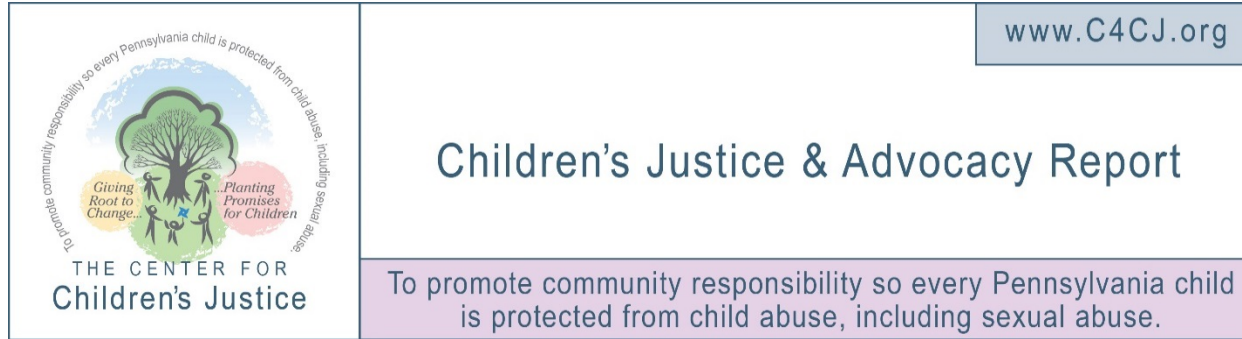 To promote community responsibility so every Pennsylvania child is protected from child abuse, including sexual abuse.
Giving
Root to
Change...
...Planting
Promises
for Children
THE CENTER FOR
Children's Justice
www.C4CJ.org
Children's Justice & Advocacy Report
To promote community responsibility so every Pennsylvania child
is protected from child abuse, including sexual abuse.